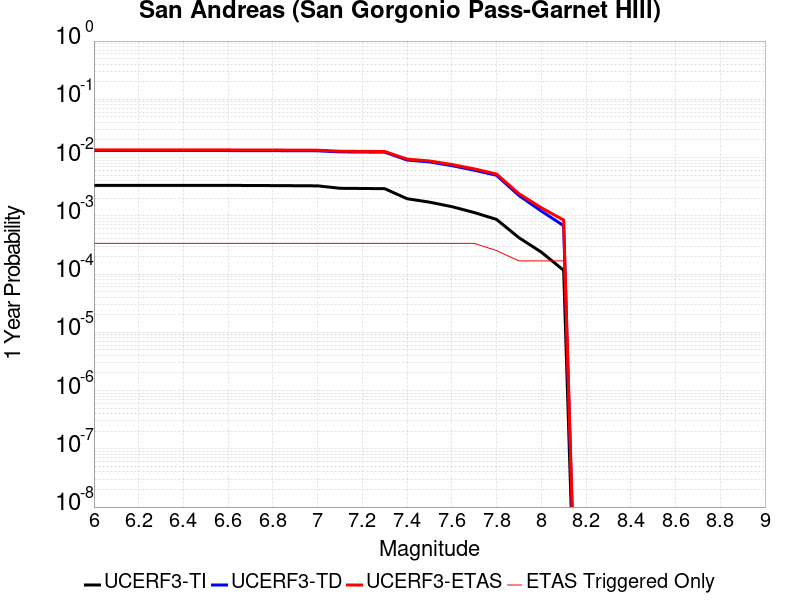 San Andreas (San Gorgonio Pass-Garnet HIll)
10^0
10^-1
10^-2
10^-3
10^-4
10^-5
10^-6
10^-7
10^-8
1 Year Probability
6 6.2 6.4 6.6 6.8 7 7.2 7.4 7.6 7.8 8 8.2 8.4 8.6 8.8 9
Magnitude
UCERF3-TI UCERF3-TD UCERF3-ETAS ETAS Triggered Only